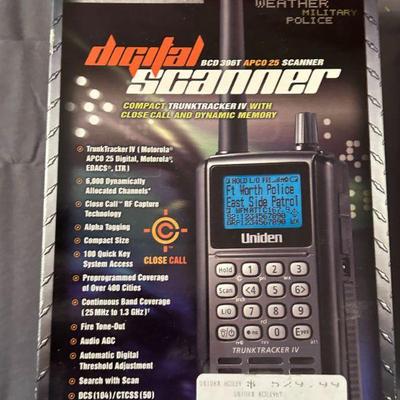 WEATHER
MILITARY
POLICE
digital
BCD 396T APCO 25 SCANNER
scanner
COMPACT TRUNKTRACKER IV WITH
CLOSE CALL AND DYNAMIC MEMORY
TrunkTracker IV ( Motorola®
APCO 25 Digital, Motorola®,
EDACS®, LTR )
6,000 Dynamically
Allocated Channels*
Close Call™ RF Capture
Technology
Alpha Tagging
Compact Size
100 Quick Key
System Access
Preprogrammed Coverage
of Over 400 Cities
Continuous Band Coverage
(25 MHz to 1.3 GHz)†
Fire Tone-Out
Audio AGC
Automatic Digital
Threshold Adjustment
Search with Scan
DCS (104)/CTCSS (50)
CLOSE CALL
HOLD L/O
Ft Worth Police
East Side Patrol
Uniden
Hold 1 2 3
Scan 4 5 6
L/O 7 8 9
. no 0 E yes
TRUNKTRACKER IV